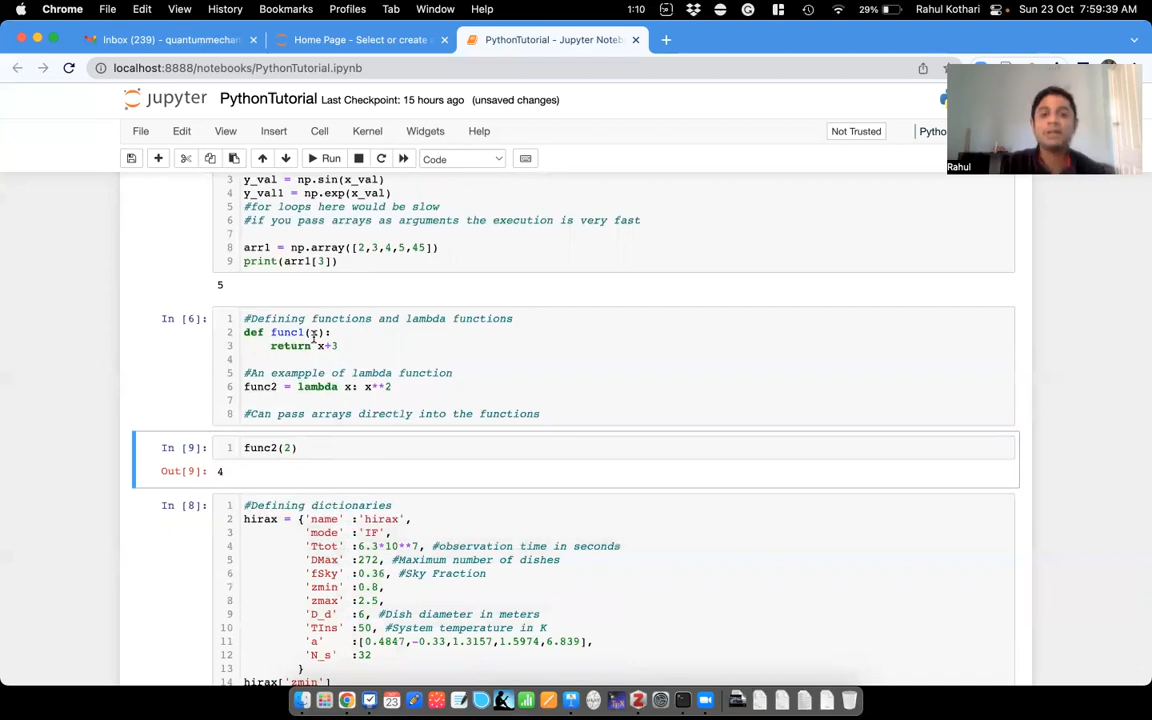 Chrome File Edit View History Bookmarks Profiles Tab Window Help 1:10 29% Rahul Kothari Sun 23 Oct 7:59:39 AM
Inbox (239) - quantummechan Home Page - Select or create a PythonTutorial - Jupyter Noteb
localhost:8888/notebooks/PythonTutorial.ipynb
jupyter PythonTutorial Last Checkpoint: 15 hours ago (unsaved changes)
File Edit View Insert Cell Kernel Widgets Help Not Trusted Pytho
Rahul
Run Code
3 y_val = np.sin(x_val)
4 y_val1 = np.exp(x_val)
5 #for loops here would be slow
6 #if you pass arrays as arguments the execution is very fast
7
8 arr1 = np.array([2,3,4,5,45])
9 print(arr1[3])
5
In [6]: 1 #Defining functions and lambda functions
2 def func1(x):
3 return x+3
4
5 #An exampple of lambda function
6 func2 = lambda x: x**2
7
8 #Can pass arrays directly into the functions
In [9]: 1 func2(2)
Out[9]: 4
In [8]: 1 #Defining dictionaries
2 hirax = {'name' :'hirax',
3 'mode' :'IF',
4 'Ttot' :6.3*10**7, #observation time in seconds
5 'DMax' :272, #Maximum number of dishes
6 'fSky' :0.36, #Sky Fraction
7 'zmin' :0.8,
8 'zmax' :2.5,
9 'D_d' :6, #Dish diameter in meters
10 'TIns' :50, #System temperature in K
11 'a' :[0.4847,-0.33,1.3157,1.5974,6.839],
12 'N_s' :32
13 }
14 hirax['zmin']
23